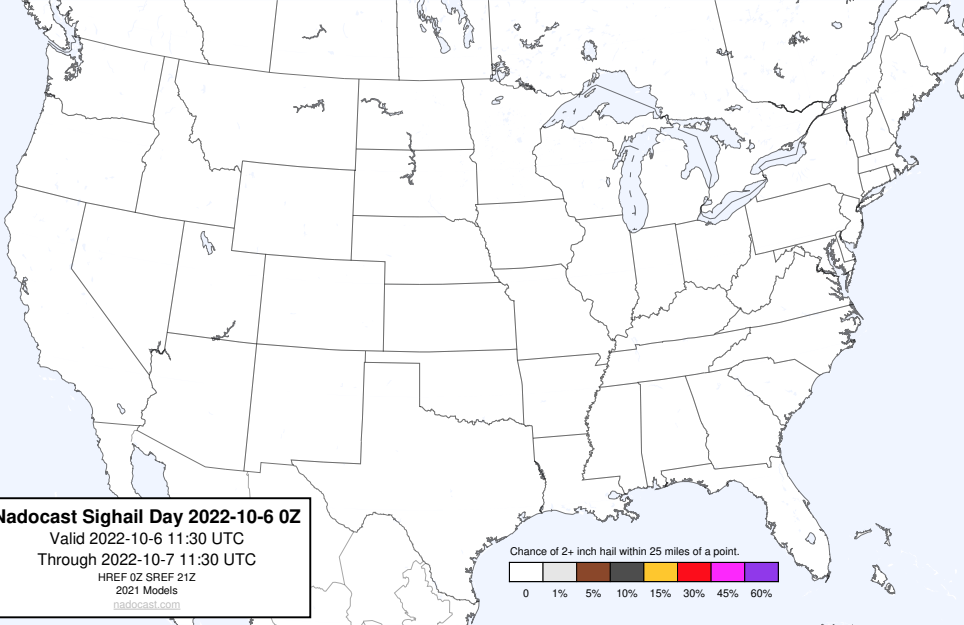 Nadocast Sighail Day 2022-10-6 0Z
Valid 2022-10-6 11:30 UTC
Through 2022-10-7 11:30 UTC
HREF 0Z SREF 21Z
2021 Models
nadocast.com
Chance of 2+ inch hail within 25 miles of a point.
0 1% 5% 10% 15% 30% 45% 60%